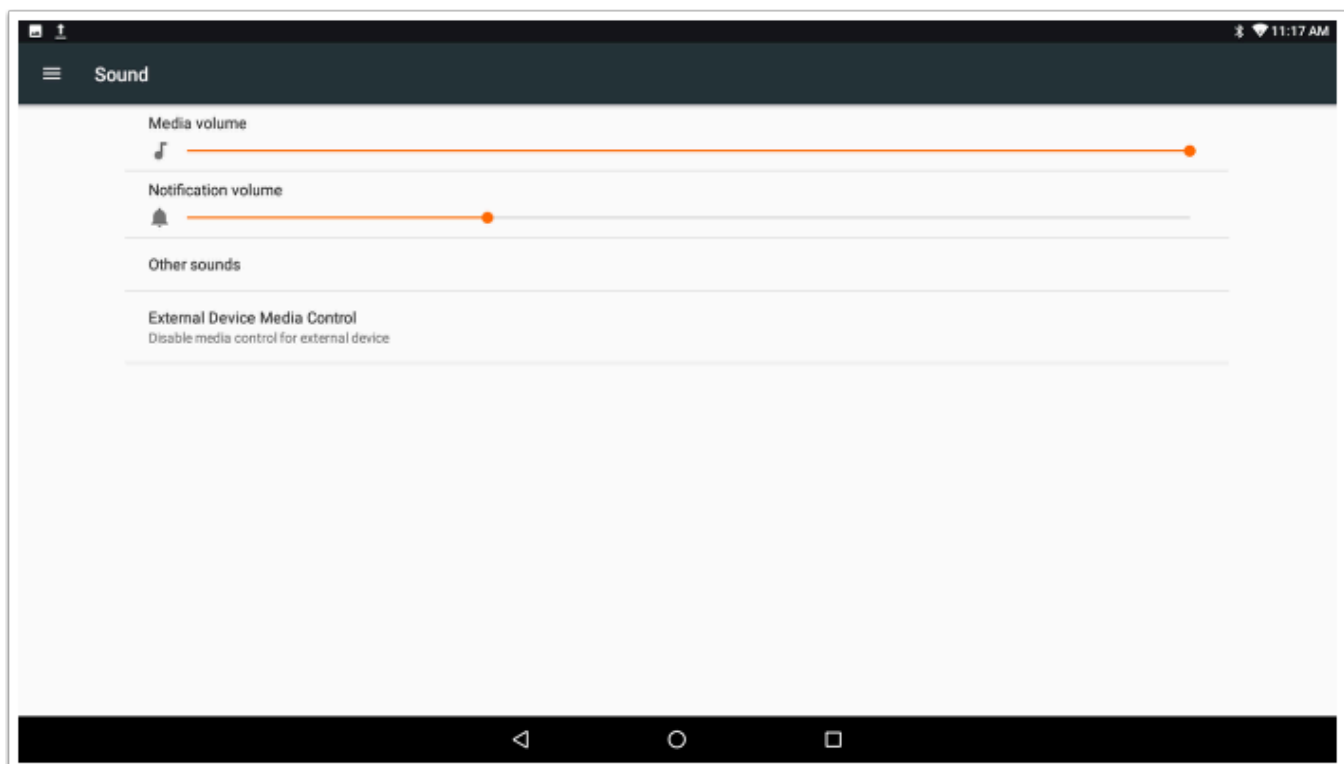 11:17 AM
Sound
Media volume
Notification volume
Other sounds
External Device Media Control
Disable media control for external device